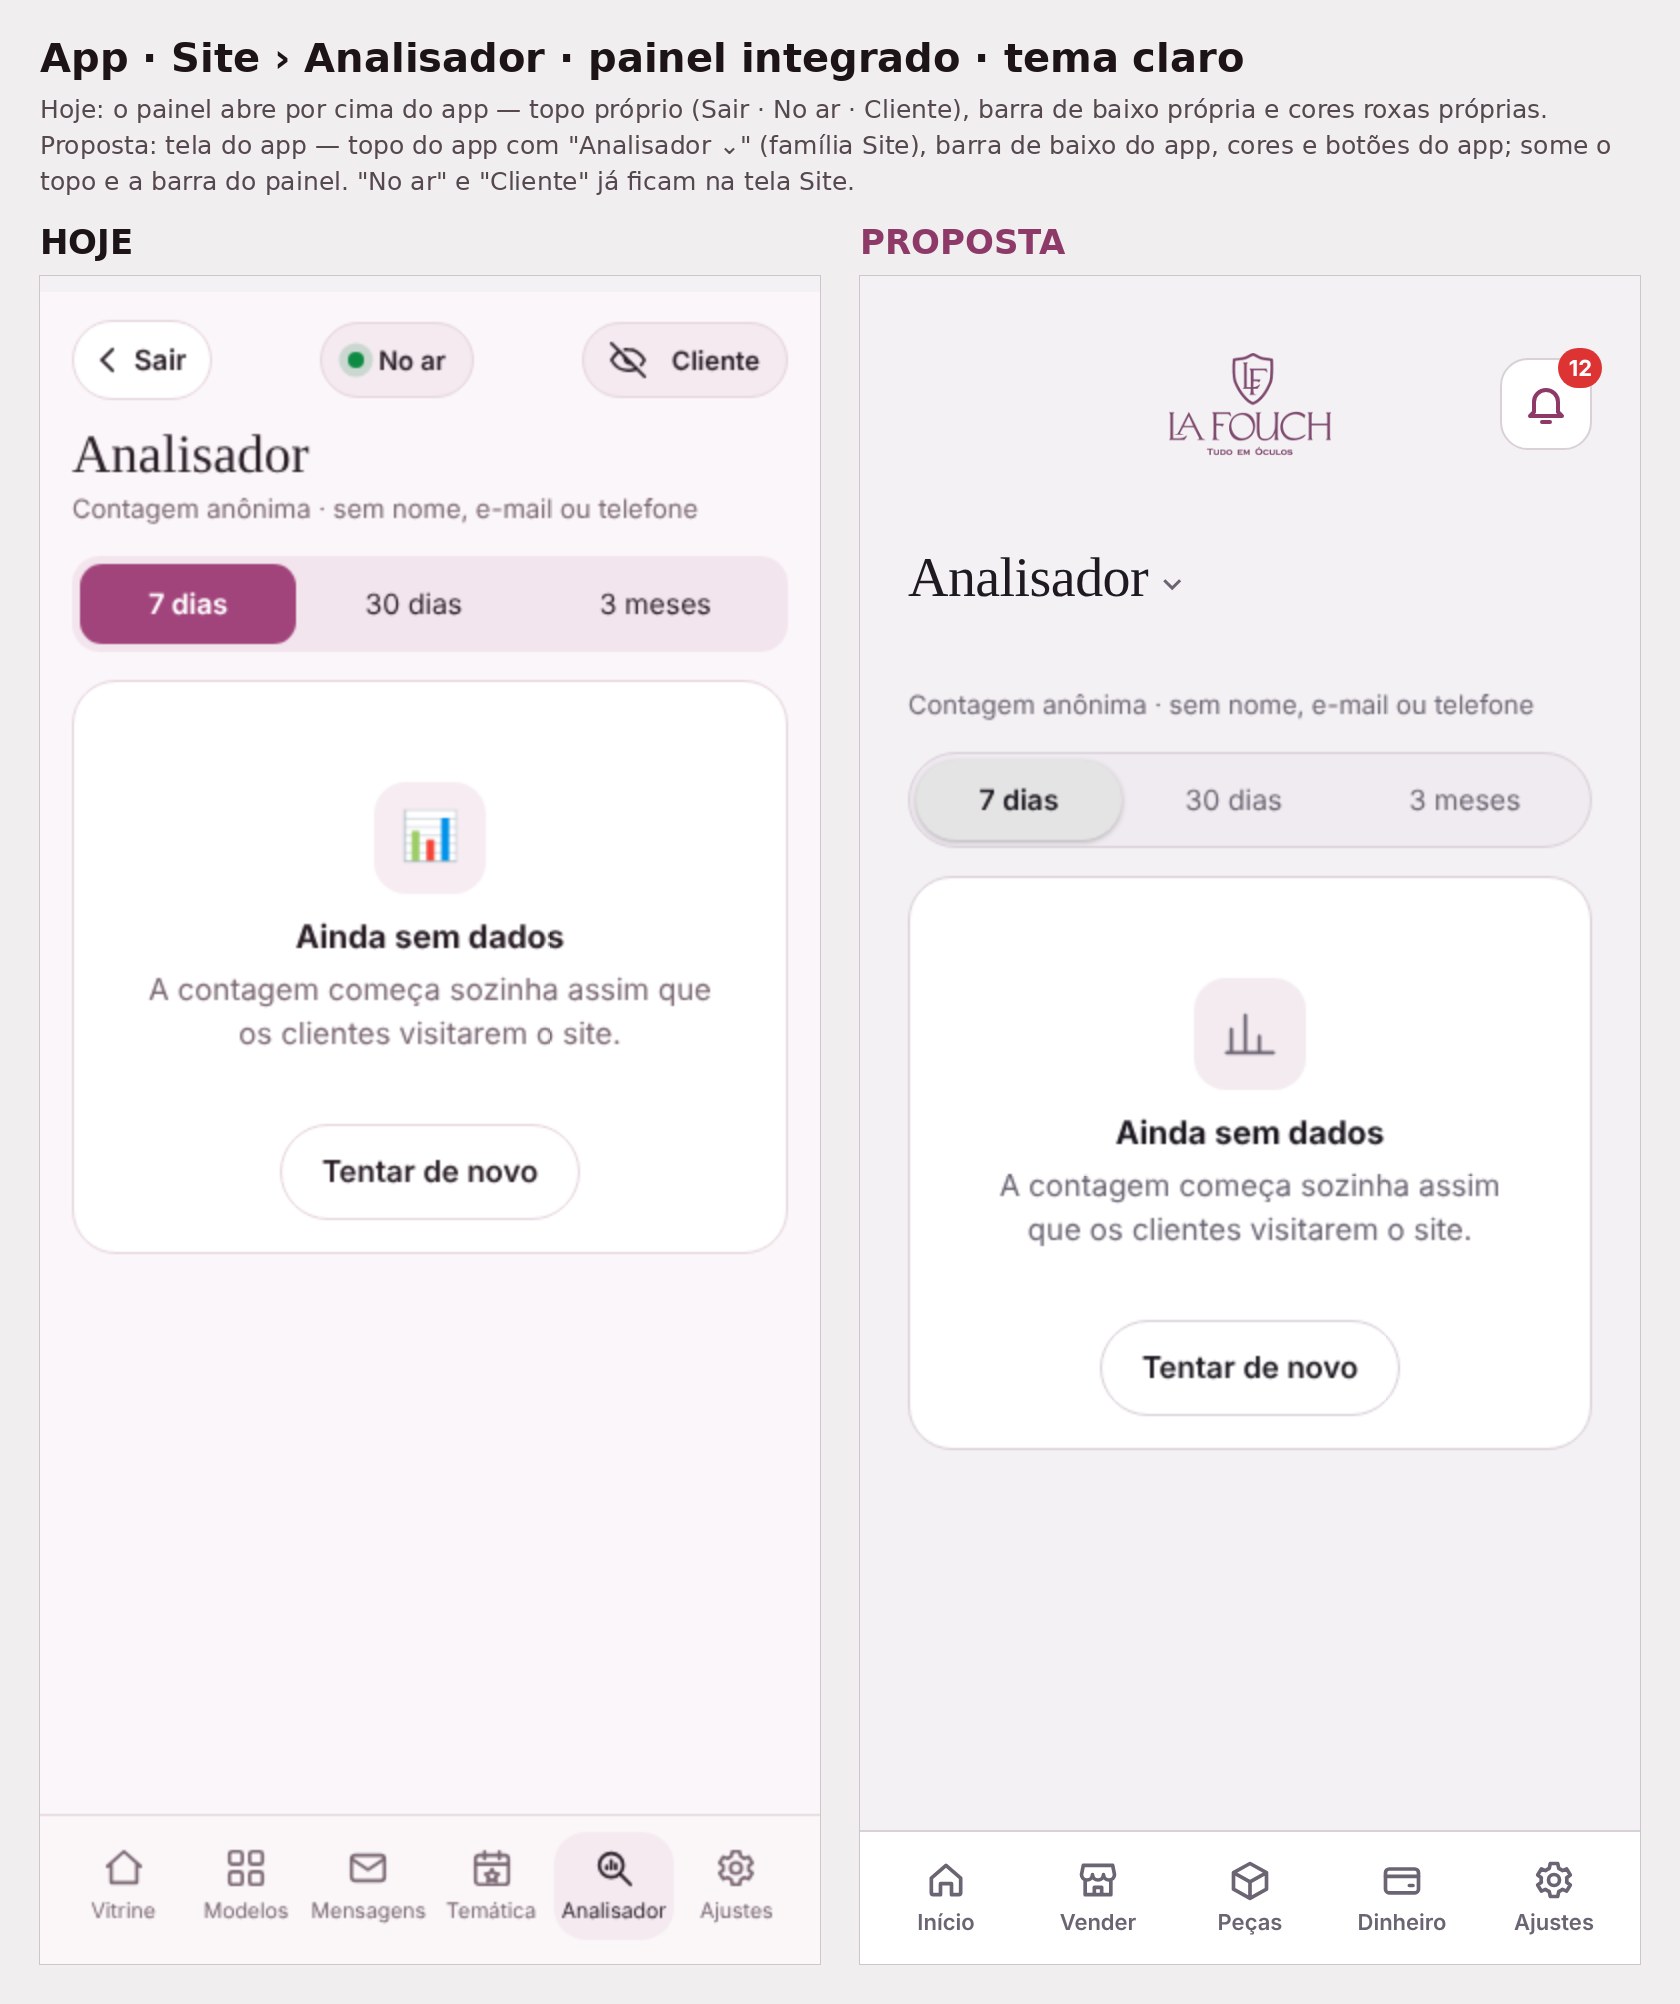 App · Site › Analisador · painel integrado · tema claro
Hoje: o painel abre por cima do app — topo próprio (Sair · No ar · Cliente), barra de baixo própria e cores roxas próprias.
Proposta: tela do app — topo do app com "Analisador ⌄" (família Site), barra de baixo do app, cores e botões do app; some o
topo e a barra do painel. "No ar" e "Cliente" já ficam na tela Site.
HOJE
Sair
No ar
Cliente
Analisador
Contagem anônima · sem nome, e-mail ou telefone
7 dias
30 dias
3 meses
Ainda sem dados
A contagem começa sozinha assim que
os clientes visitarem o site.
Tentar de novo
Vitrine
Modelos
Mensagens
Temática
Analisador
Ajustes
PROPOSTA
LF
LA FOUCH
TUDO EM ÓCULOS
12
Analisador
Contagem anônima · sem nome, e-mail ou telefone
7 dias
30 dias
3 meses
Ainda sem dados
A contagem começa sozinha assim
que os clientes visitarem o site.
Tentar de novo
Início
Vender
Peças
Dinheiro
Ajustes